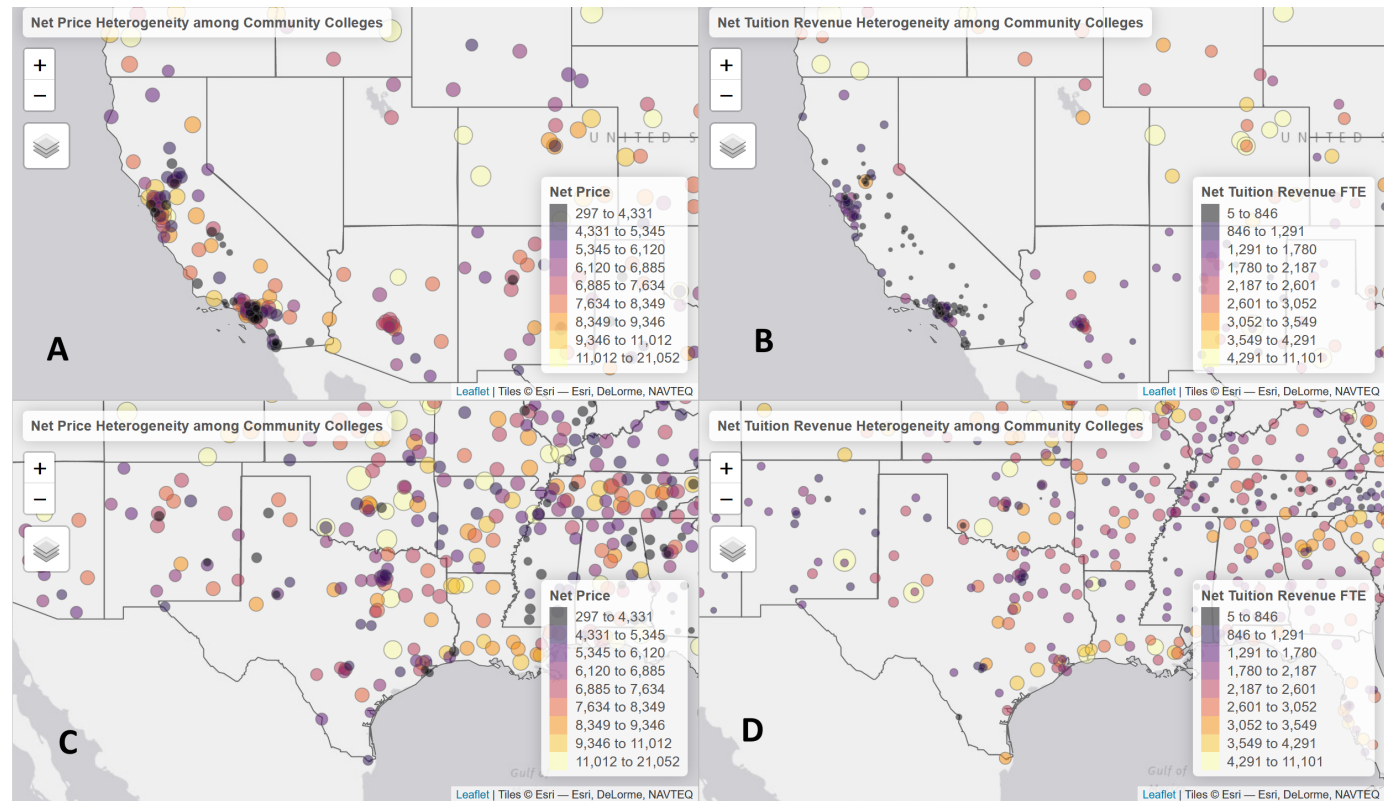 Net Price Heterogeneity among Community Colleges
+
−
UNITED S
Net Price
297 to 4,331
4,331 to 5,345
5,345 to 6,120
6,120 to 6,885
6,885 to 7,634
7,634 to 8,349
8,349 to 9,346
9,346 to 11,012
11,012 to 21,052
A
Leaflet | Tiles © Esri — Esri, DeLorme, NAVTEQ
Net Tuition Revenue Heterogeneity among Community Colleges
+
−
UNITED S
Net Tuition Revenue FTE
5 to 846
846 to 1,291
1,291 to 1,780
1,780 to 2,187
2,187 to 2,601
2,601 to 3,052
3,052 to 3,549
3,549 to 4,291
4,291 to 11,101
B
Leaflet | Tiles © Esri — Esri, DeLorme, NAVTEQ
Net Price Heterogeneity among Community Colleges
+
−
Net Price
297 to 4,331
4,331 to 5,345
5,345 to 6,120
6,120 to 6,885
6,885 to 7,634
7,634 to 8,349
8,349 to 9,346
9,346 to 11,012
11,012 to 21,052
C
Gulf of
Leaflet | Tiles © Esri — Esri, DeLorme, NAVTEQ
Net Tuition Revenue Heterogeneity among Community Colleges
+
−
Net Tuition Revenue FTE
5 to 846
846 to 1,291
1,291 to 1,780
1,780 to 2,187
2,187 to 2,601
2,601 to 3,052
3,052 to 3,549
3,549 to 4,291
4,291 to 11,101
D
Gulf of
Leaflet | Tiles © Esri — Esri, DeLorme, NAVTEQ